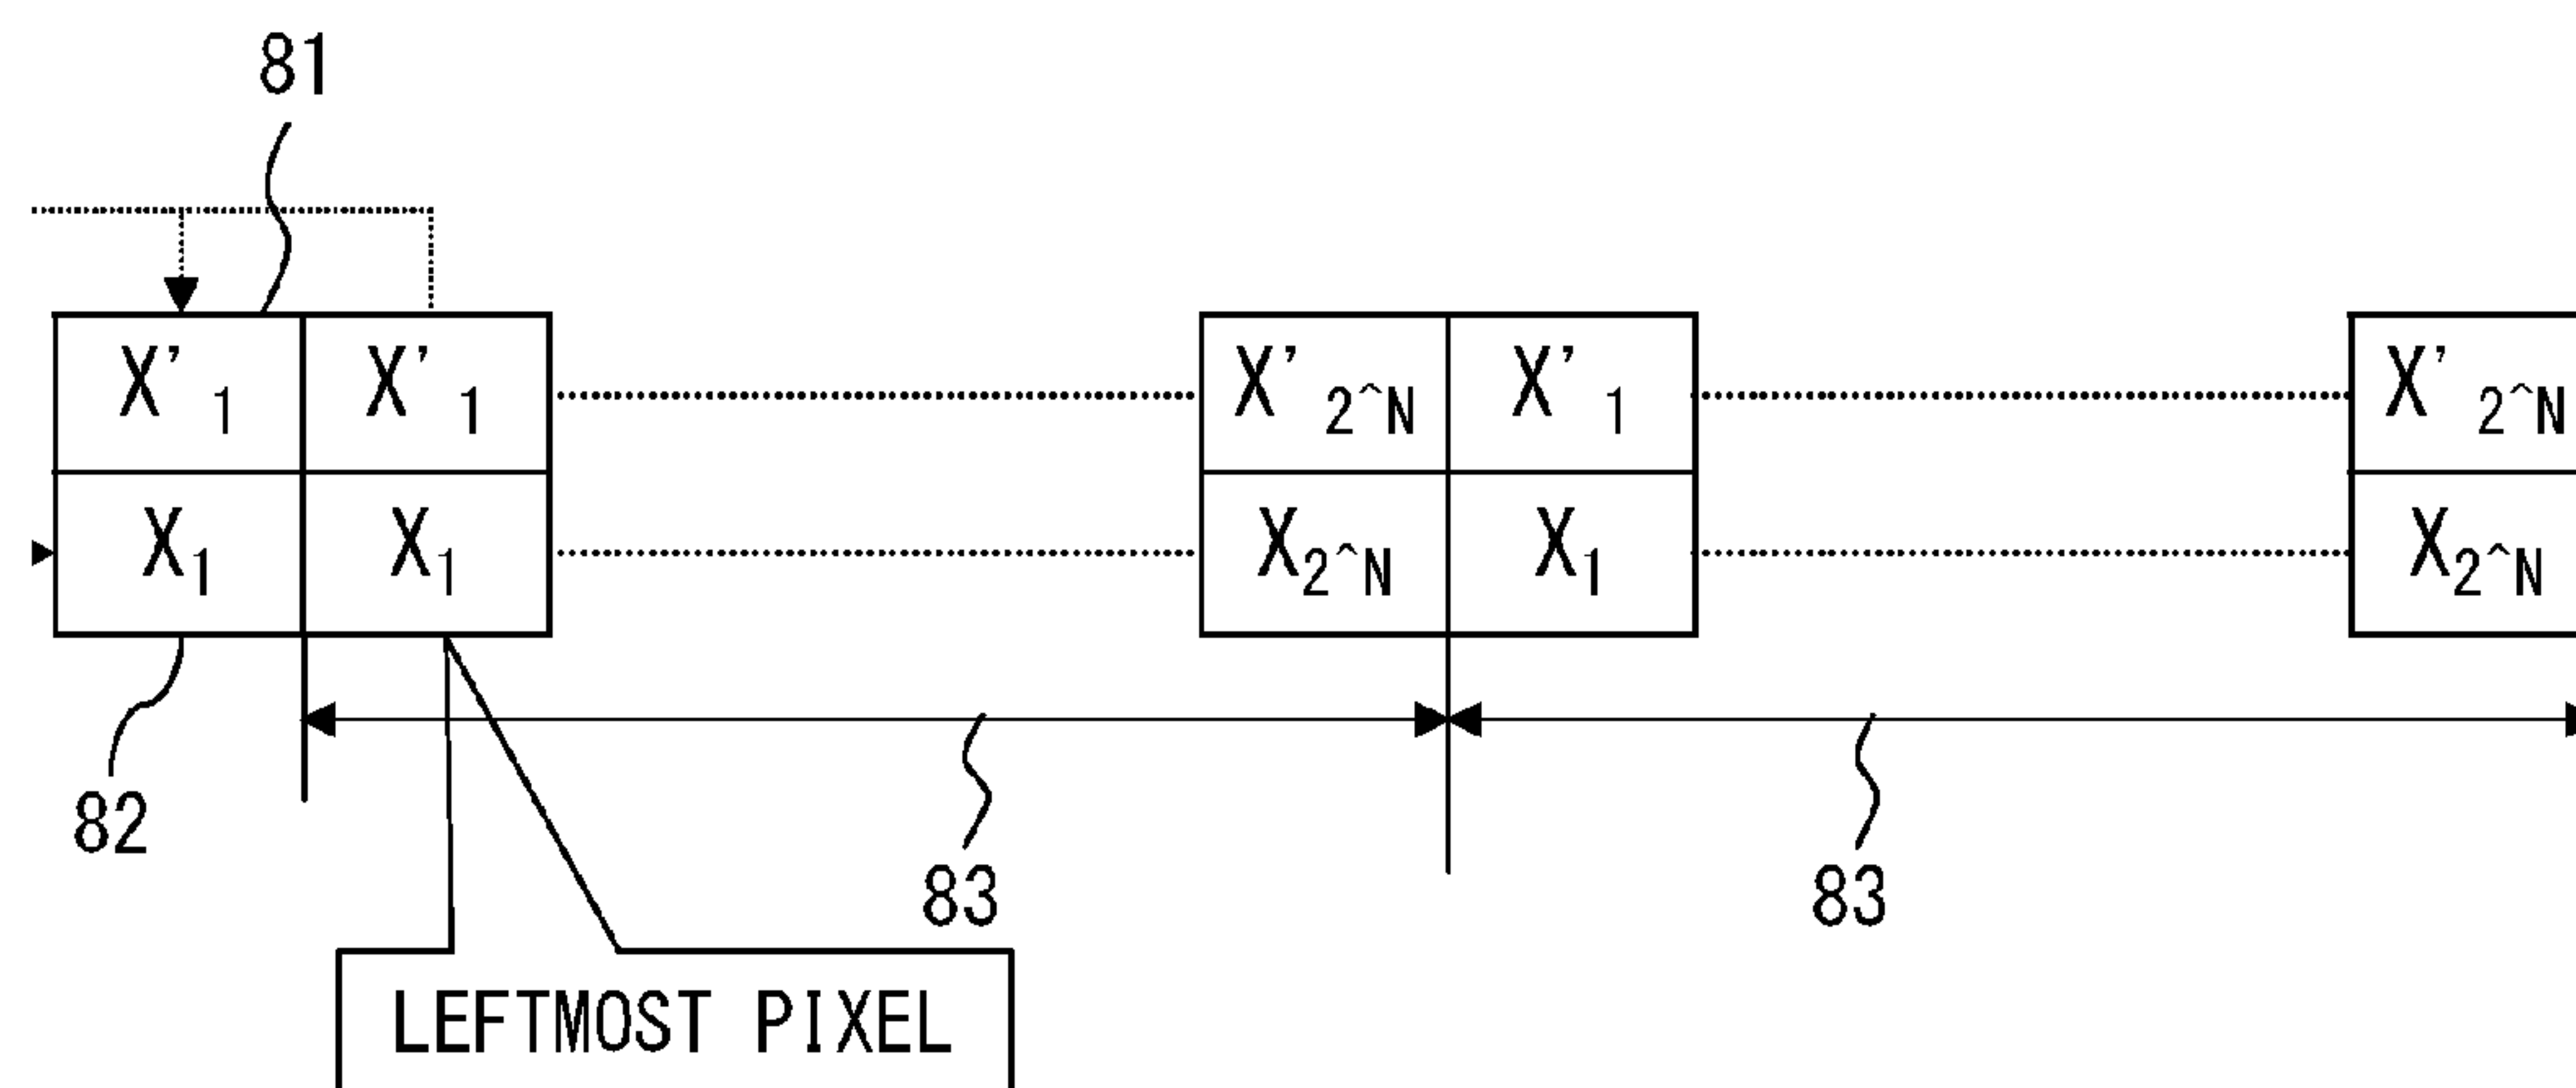 81
X'₁ X'₁ X'₂^N X'₁ X'₂^N
X₁ X₁ X₂^N X₁ X₂^N
82
83 83
LEFTMOST PIXEL